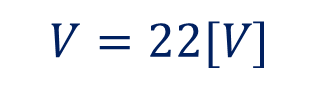 V = 22[V]